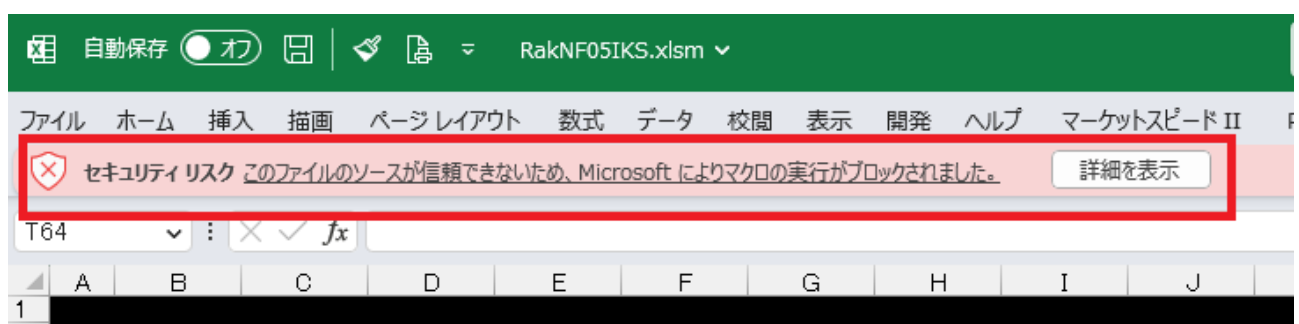 自動保存 オフ RakNF05IKS.xlsm
ファイル ホーム 挿入 描画 ページ レイアウト 数式 データ 校閲 表示 開発 ヘルプ マーケットスピード II
セキュリティ リスク このファイルのソースが信頼できないため、Microsoft によりマクロの実行がブロックされました。 詳細を表示
T64 fx
A B C D E F G H I J
1